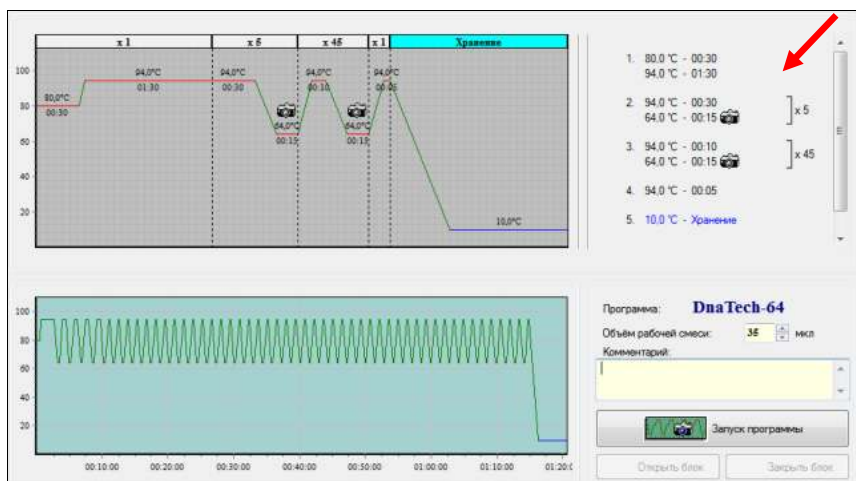 x 1 x 5 x 45 x 1 Хранение
100
80
60
40
20
80,0°C
00:30
94,0°C
01:30
94,0°C
00:30
64,0°C
00:15
94,0°C
00:10
64,0°C
00:15
94,0°C
00:05
10,0°C
1. 80,0 °C - 00:30
94,0 °C - 01:30
2. 94,0 °C - 00:30
64,0 °C - 00:15
x 5
3. 94,0 °C - 00:10
64,0 °C - 00:15
x 45
4. 94,0 °C - 00:05
5. 10,0 °C - Хранение
100
80
60
40
20
00:10:00 00:20:00 00:30:00 00:40:00 00:50:00 01:00:00 01:10:00 01:20:0
Программа: DnaTech-64
Объём рабочей смеси: 35 мкл
Комментарий:
Запуск программы
Открыть блок Закрыть блок